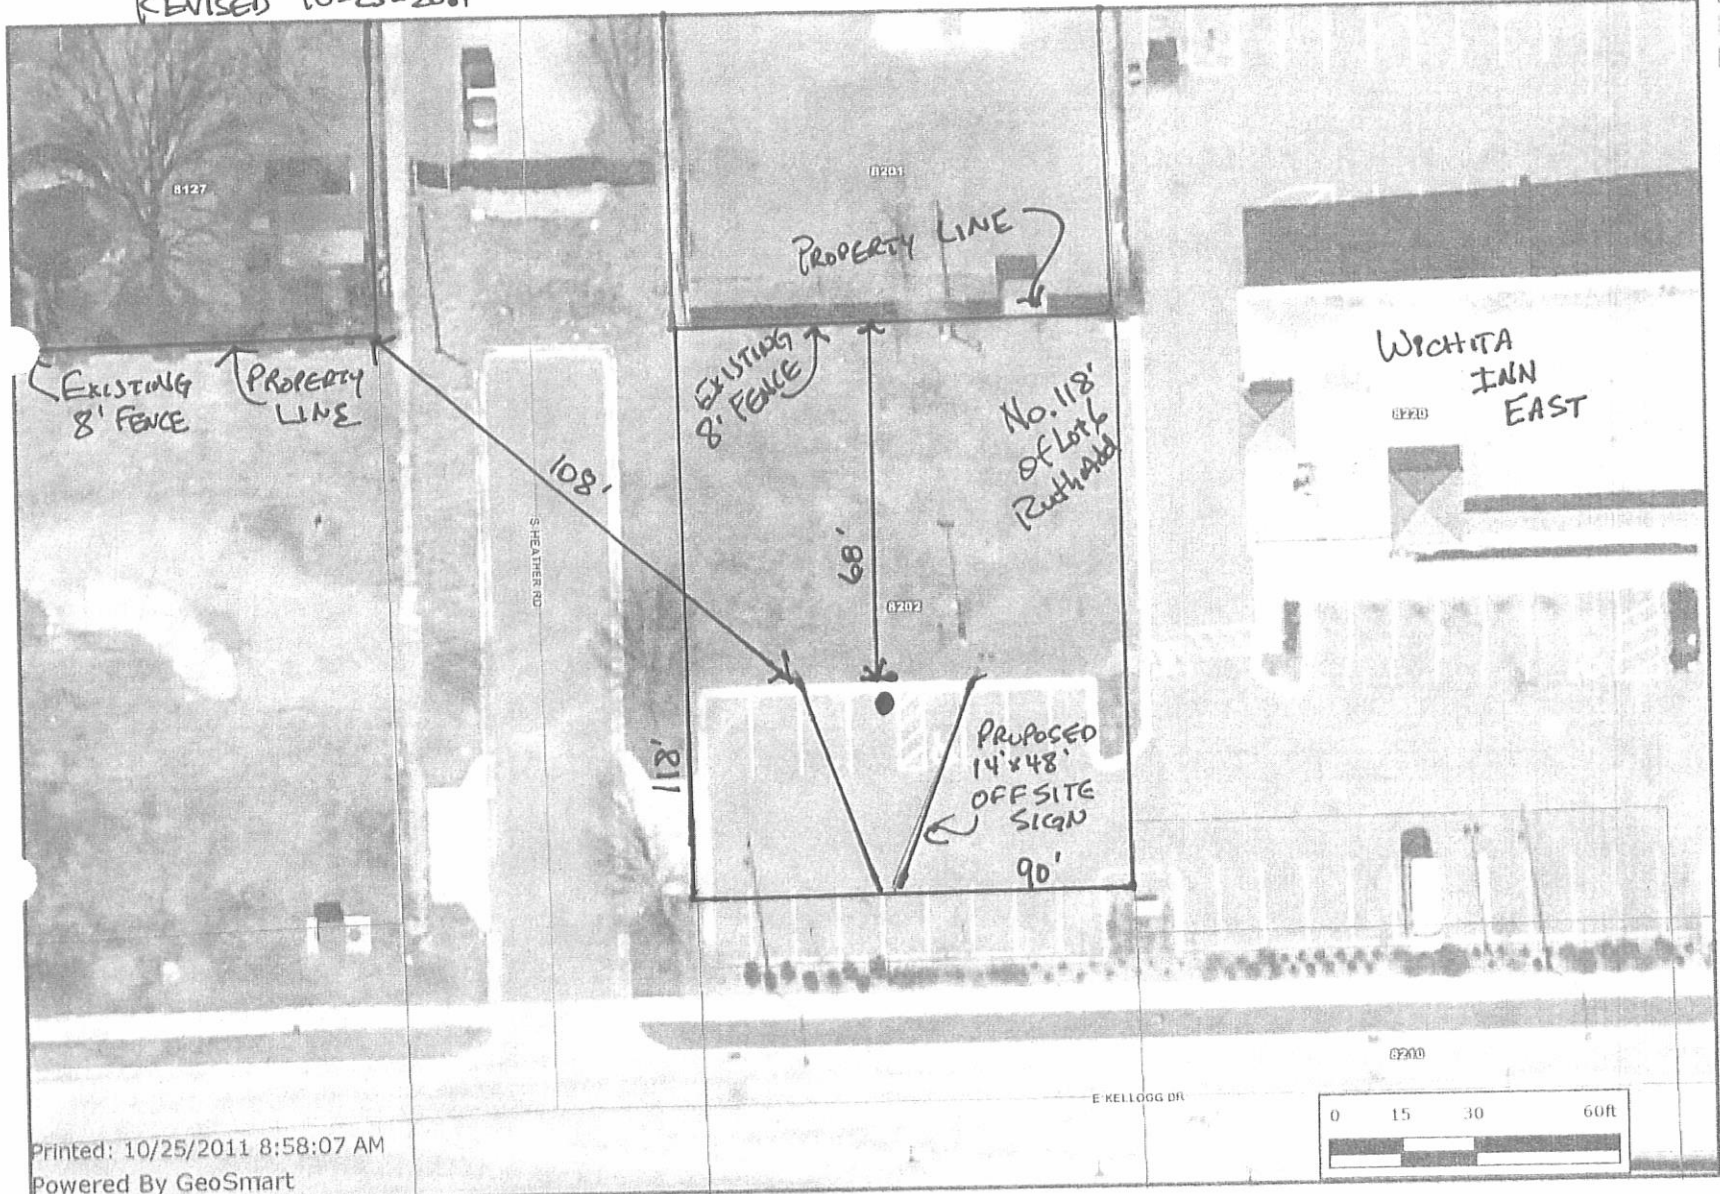 REVISED
8127
8201
PROPERTY LINE
EXISTING
8' FENCE
PROPERTY
LINE
EXISTING
8' FENCE
No. 118'
of Lot 6
Ruth Add
WICHITA
INN
EAST
8220
108'
S HEATHER RD
68'
8202
118'
PROPOSED
14'x48'
OFFSITE
SIGN
90'
8210
E KELLOGG DR
0 15 30 60ft
Printed: 10/25/2011 8:58:07 AM
Powered By GeoSmart